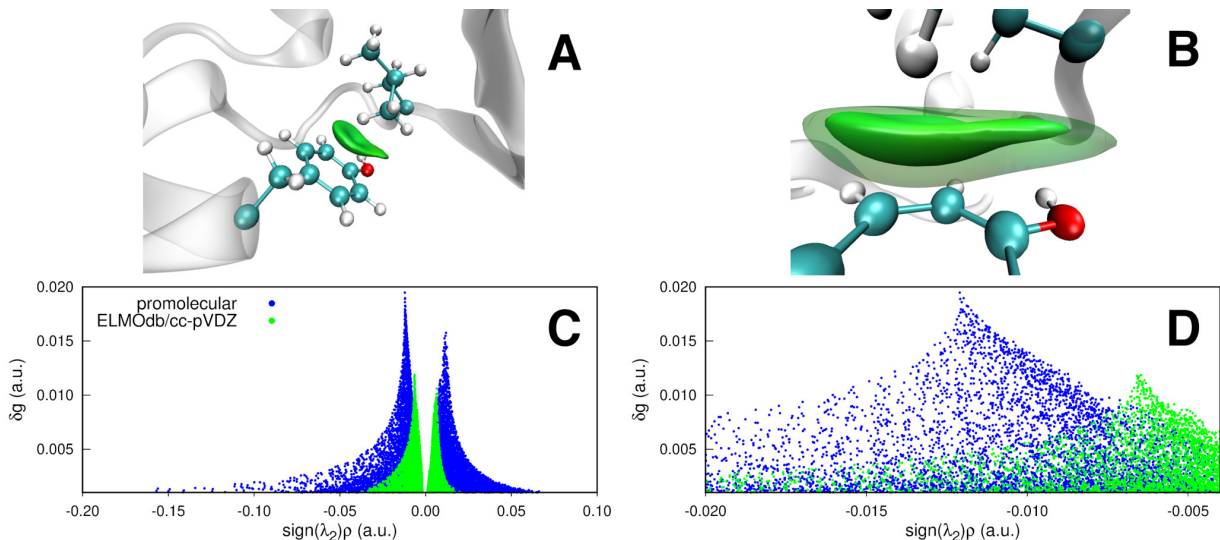 A
B
0.020
promolecular
ELMOdb/cc-pVDZ
C
0.015
0.010
0.005
δg (a.u.)
-0.20 -0.15 -0.10 -0.05 0.00 0.05 0.10
sign(λ₂)ρ (a.u.)
0.020
D
0.015
0.010
0.005
δg (a.u.)
-0.020 -0.015 -0.010 -0.005
sign(λ₂)ρ (a.u.)